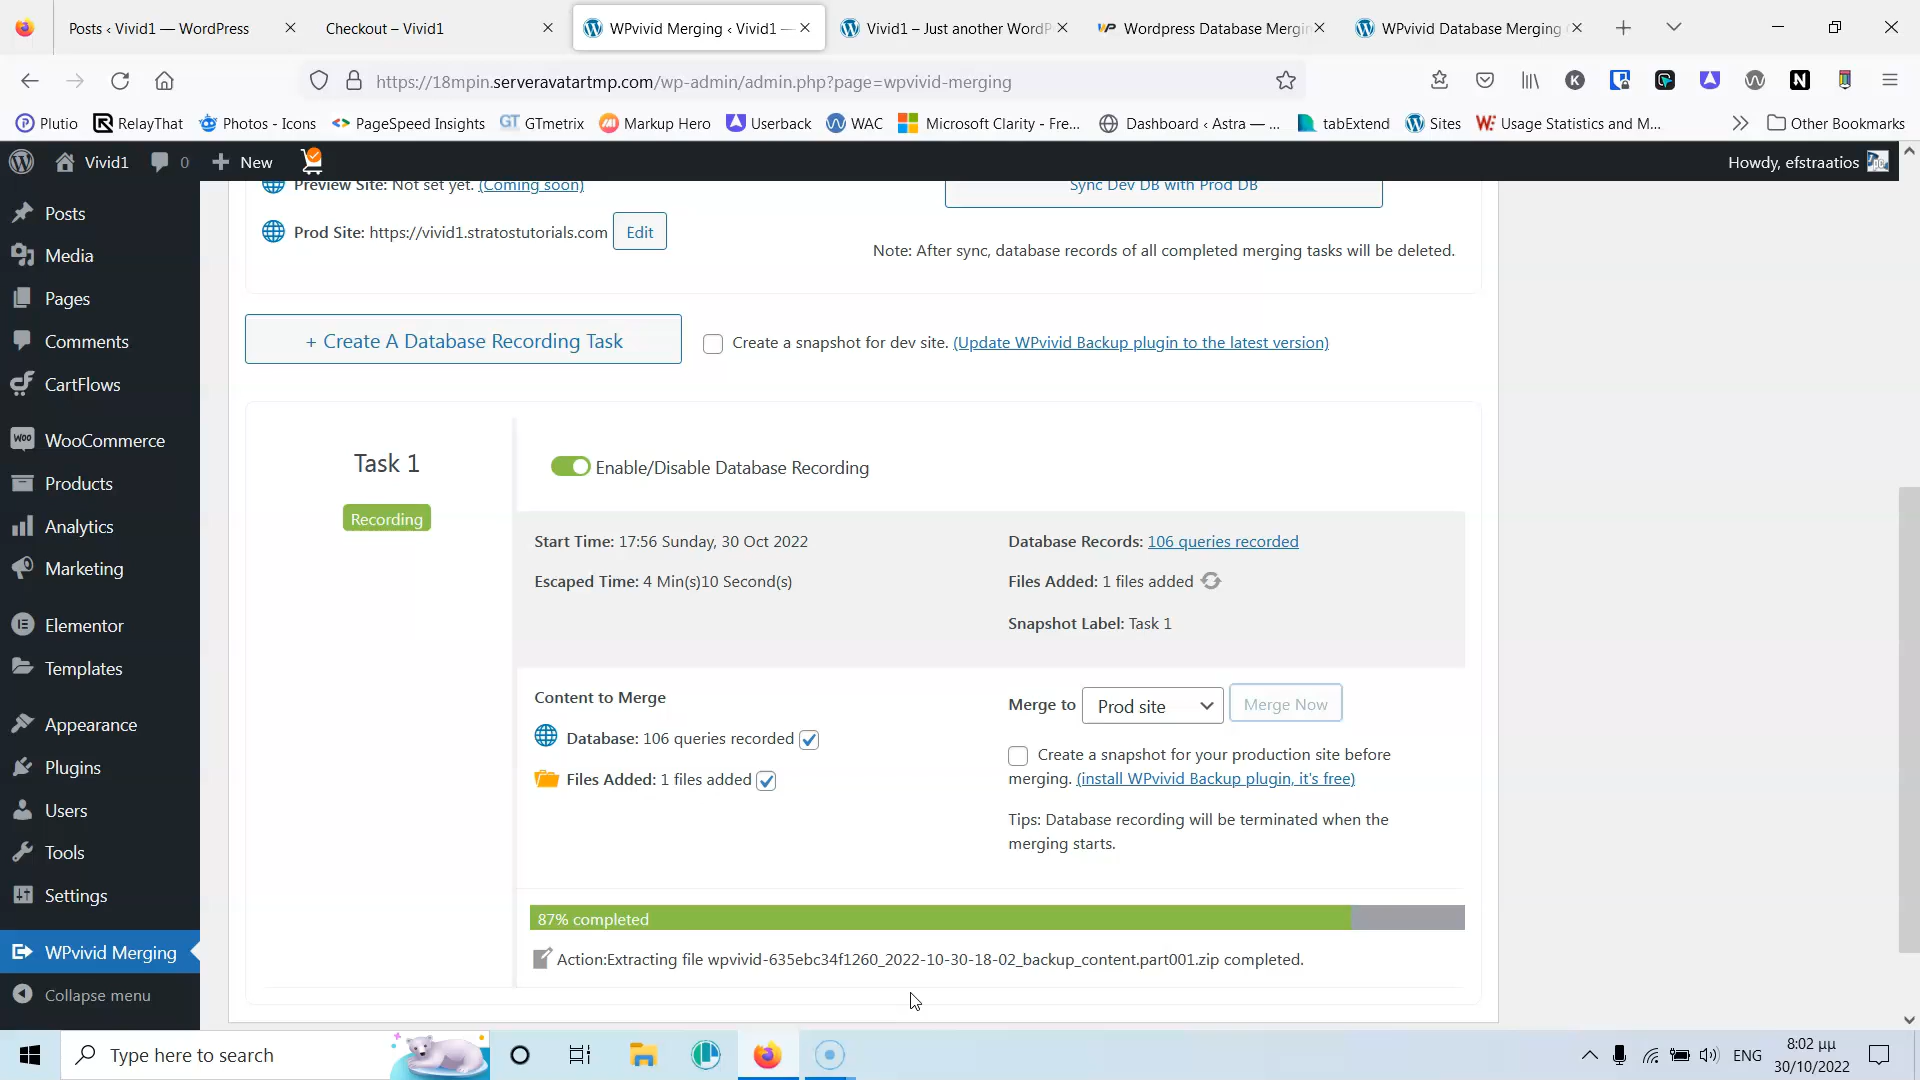 Posts ‹ Vivid1 — WordPress
Checkout – Vivid1
WPvivid Merging ‹ Vivid1 —
Vivid1 – Just another WordP
Wordpress Database Mergin
WPvivid Database Merging
https://18mpin.serveravatartmp.com/wp-admin/admin.php?page=wpvivid-merging
Plutio
RelayThat
Photos - Icons
PageSpeed Insights
GTmetrix
Markup Hero
Userback
WAC
Microsoft Clarity - Fre...
Dashboard ‹ Astra — ...
tabExtend
Sites
Usage Statistics and M...
Other Bookmarks
Vivid1
0
New
Howdy, efstraatios
Posts
Media
Pages
Comments
CartFlows
WooCommerce
Products
Analytics
Marketing
Elementor
Templates
Appearance
Plugins
Users
Tools
Settings
WPvivid Merging
Collapse menu
Preview Site: Not set yet. (Coming soon)
Sync Dev DB with Prod DB
Prod Site: https://vivid1.stratostutorials.com Edit
Note: After sync, database records of all completed merging tasks will be deleted.
+ Create A Database Recording Task
Create a snapshot for dev site. (Update WPvivid Backup plugin to the latest version)
Task 1
Recording
Enable/Disable Database Recording
Start Time: 17:56 Sunday, 30 Oct 2022
Escaped Time: 4 Min(s)10 Second(s)
Database Records: 106 queries recorded
Files Added: 1 files added
Snapshot Label: Task 1
Content to Merge
Database: 106 queries recorded
Files Added: 1 files added
Merge to Prod site Merge Now
Create a snapshot for your production site before
merging. (install WPvivid Backup plugin, it's free)
Tips: Database recording will be terminated when the
merging starts.
87% completed
Action:Extracting file wpvivid-635ebc34f1260_2022-10-30-18-02_backup_content.part001.zip completed.
Type here to search
ENG
8:02 μμ
30/10/2022